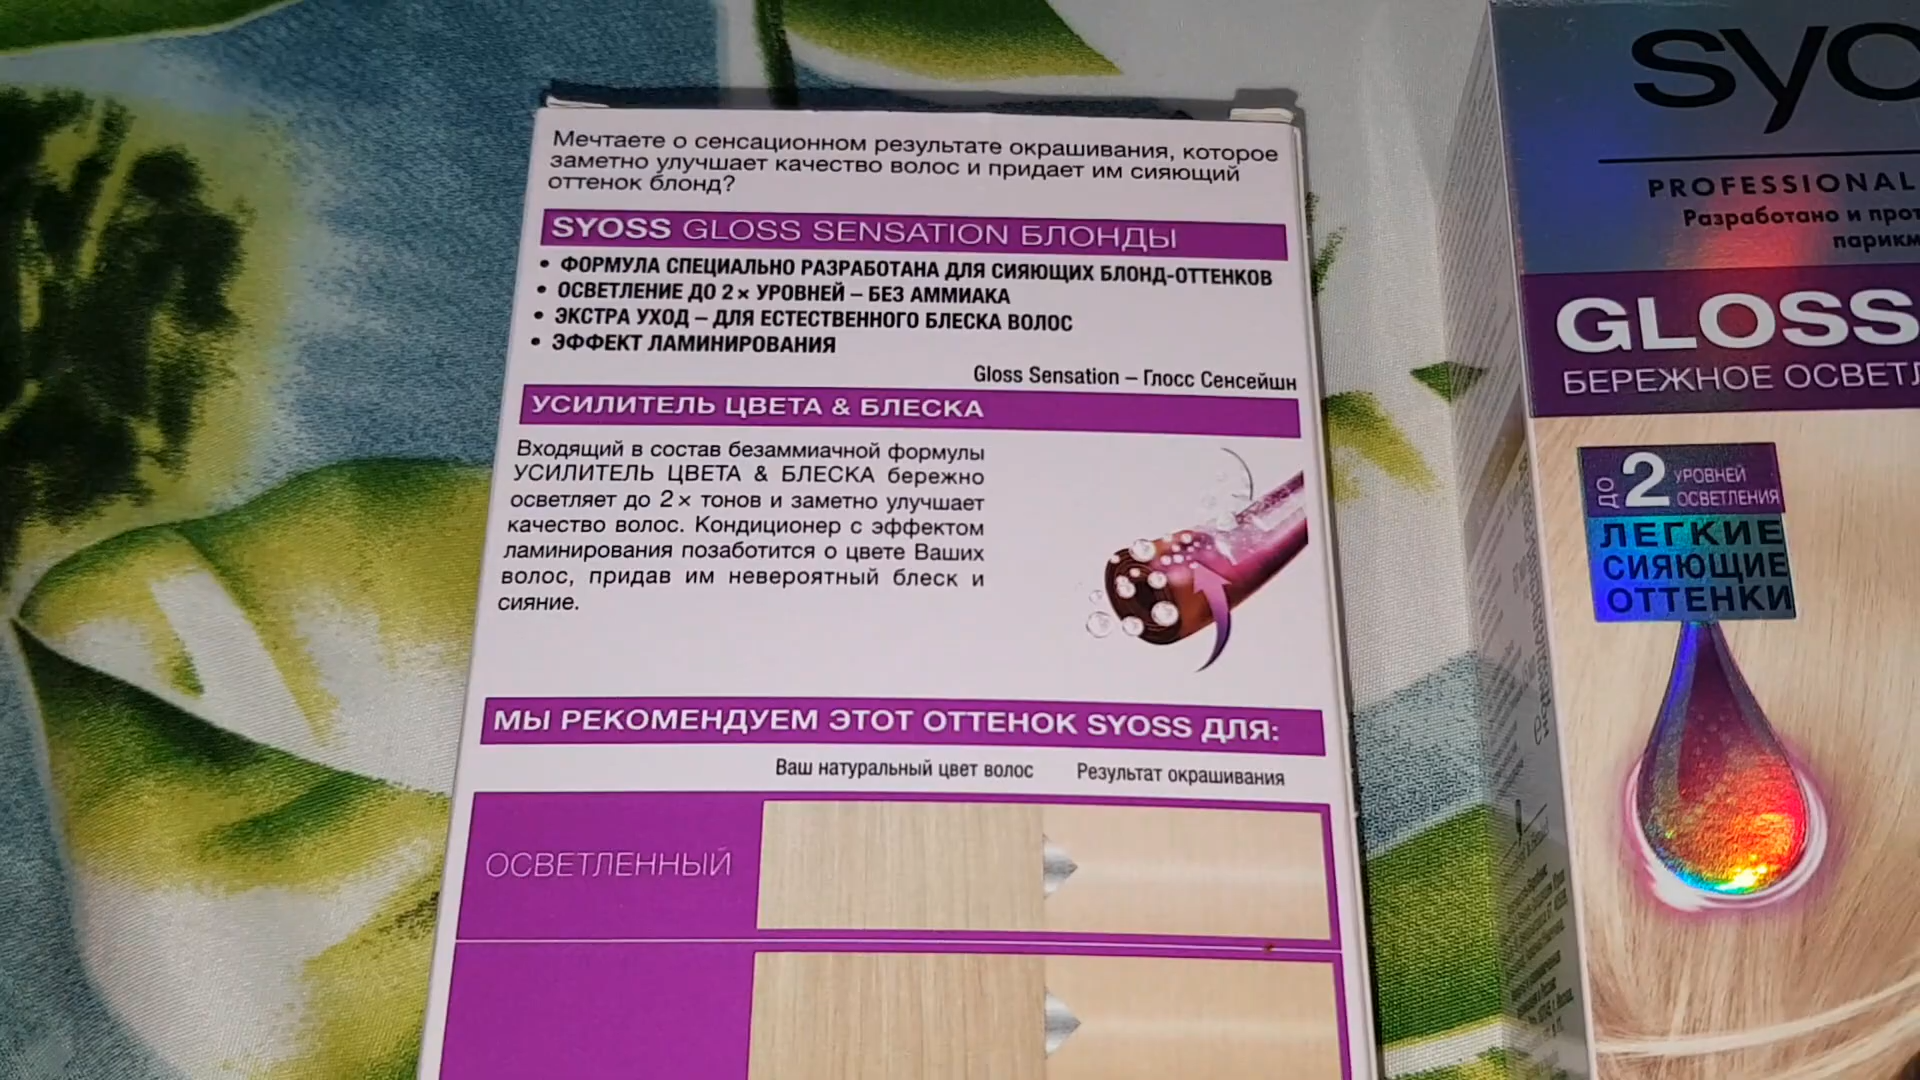 Мечтаете о сенсационном результате окрашивания, которое
заметно улучшает качество волос и придает им сияющий
оттенок блонд?
SYOSS GLOSS SENSATION БЛОНДЫ
• ФОРМУЛА СПЕЦИАЛЬНО РАЗРАБОТАНА ДЛЯ СИЯЮЩИХ БЛОНД-ОТТЕНКОВ
• ОСВЕТЛЕНИЕ ДО 2 × УРОВНЕЙ – БЕЗ АММИАКА
• ЭКСТРА УХОД – ДЛЯ ЕСТЕСТВЕННОГО БЛЕСКА ВОЛОС
• ЭФФЕКТ ЛАМИНИРОВАНИЯ
Gloss Sensation – Глосс Сенсейшн
УСИЛИТЕЛЬ ЦВЕТА & БЛЕСКА
Входящий в состав безаммиачной формулы
УСИЛИТЕЛЬ ЦВЕТА & БЛЕСКА бережно
осветляет до 2 × тонов и заметно улучшает
качество волос. Кондиционер с эффектом
ламинирования позаботится о цвете Ваших
волос, придав им невероятный блеск и
сияние.
МЫ РЕКОМЕНДУЕМ ЭТОТ ОТТЕНОК SYOSS ДЛЯ:
Ваш натуральный цвет волос Результат окрашивания
ОСВЕТЛЕННЫЙ
syo
PROFESSIONAL
Разработано и прот
парикм
GLOSS
БЕРЕЖНОЕ ОСВЕТЛ
ДО 2 УРОВНЕЙ
ОСВЕТЛЕНИЯ
ЛЕГКИЕ
СИЯЮЩИЕ
ОТТЕНКИ